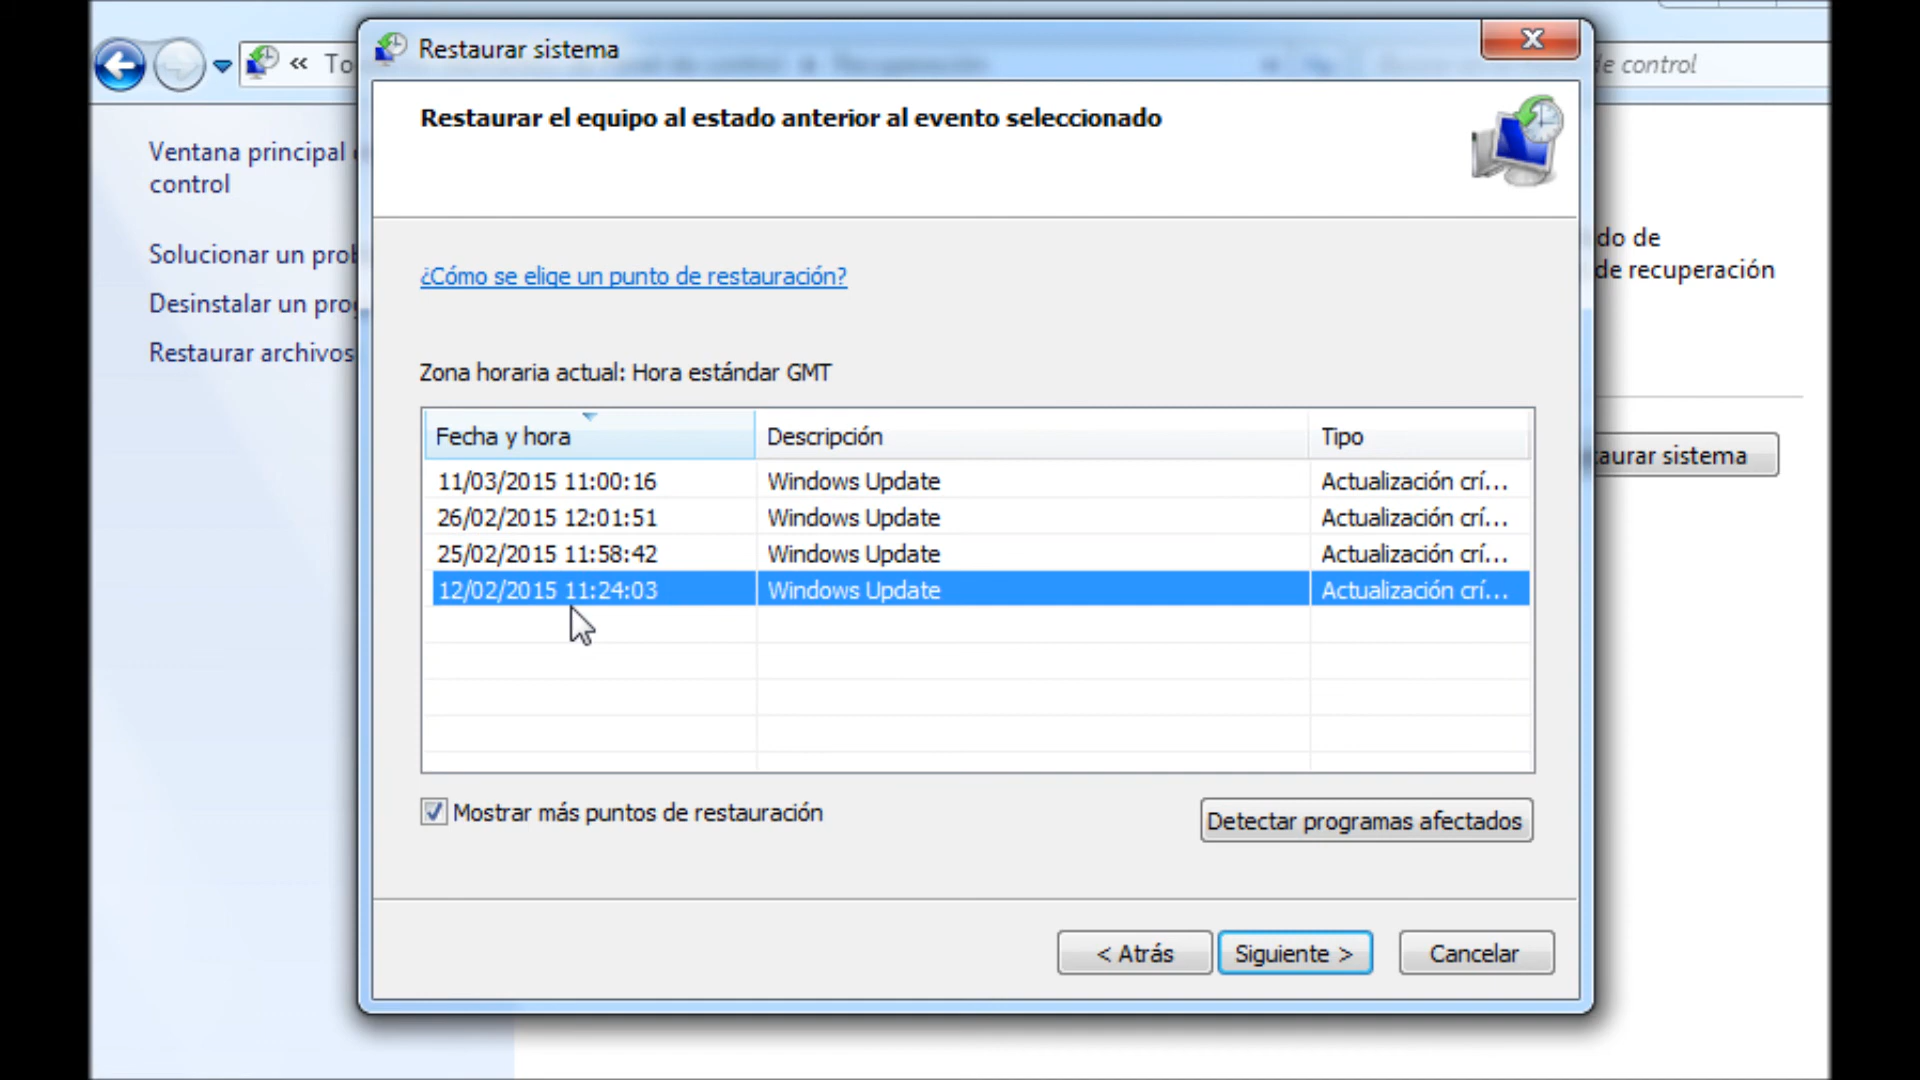 Restaurar sistema
« To
de control
Restaurar el equipo al estado anterior al evento seleccionado
Ventana principal
control
Solucionar un prob
Desinstalar un prog
Restaurar archivos
do de
de recuperación
aurar sistema
¿Cómo se elige un punto de restauración?
Zona horaria actual: Hora estándar GMT
Fecha y hora Descripción Tipo
11/03/2015 11:00:16 Windows Update Actualización crí...
26/02/2015 12:01:51 Windows Update Actualización crí...
25/02/2015 11:58:42 Windows Update Actualización crí...
12/02/2015 11:24:03 Windows Update Actualización crí...
Mostrar más puntos de restauración
Detectar programas afectados
< Atrás Siguiente > Cancelar